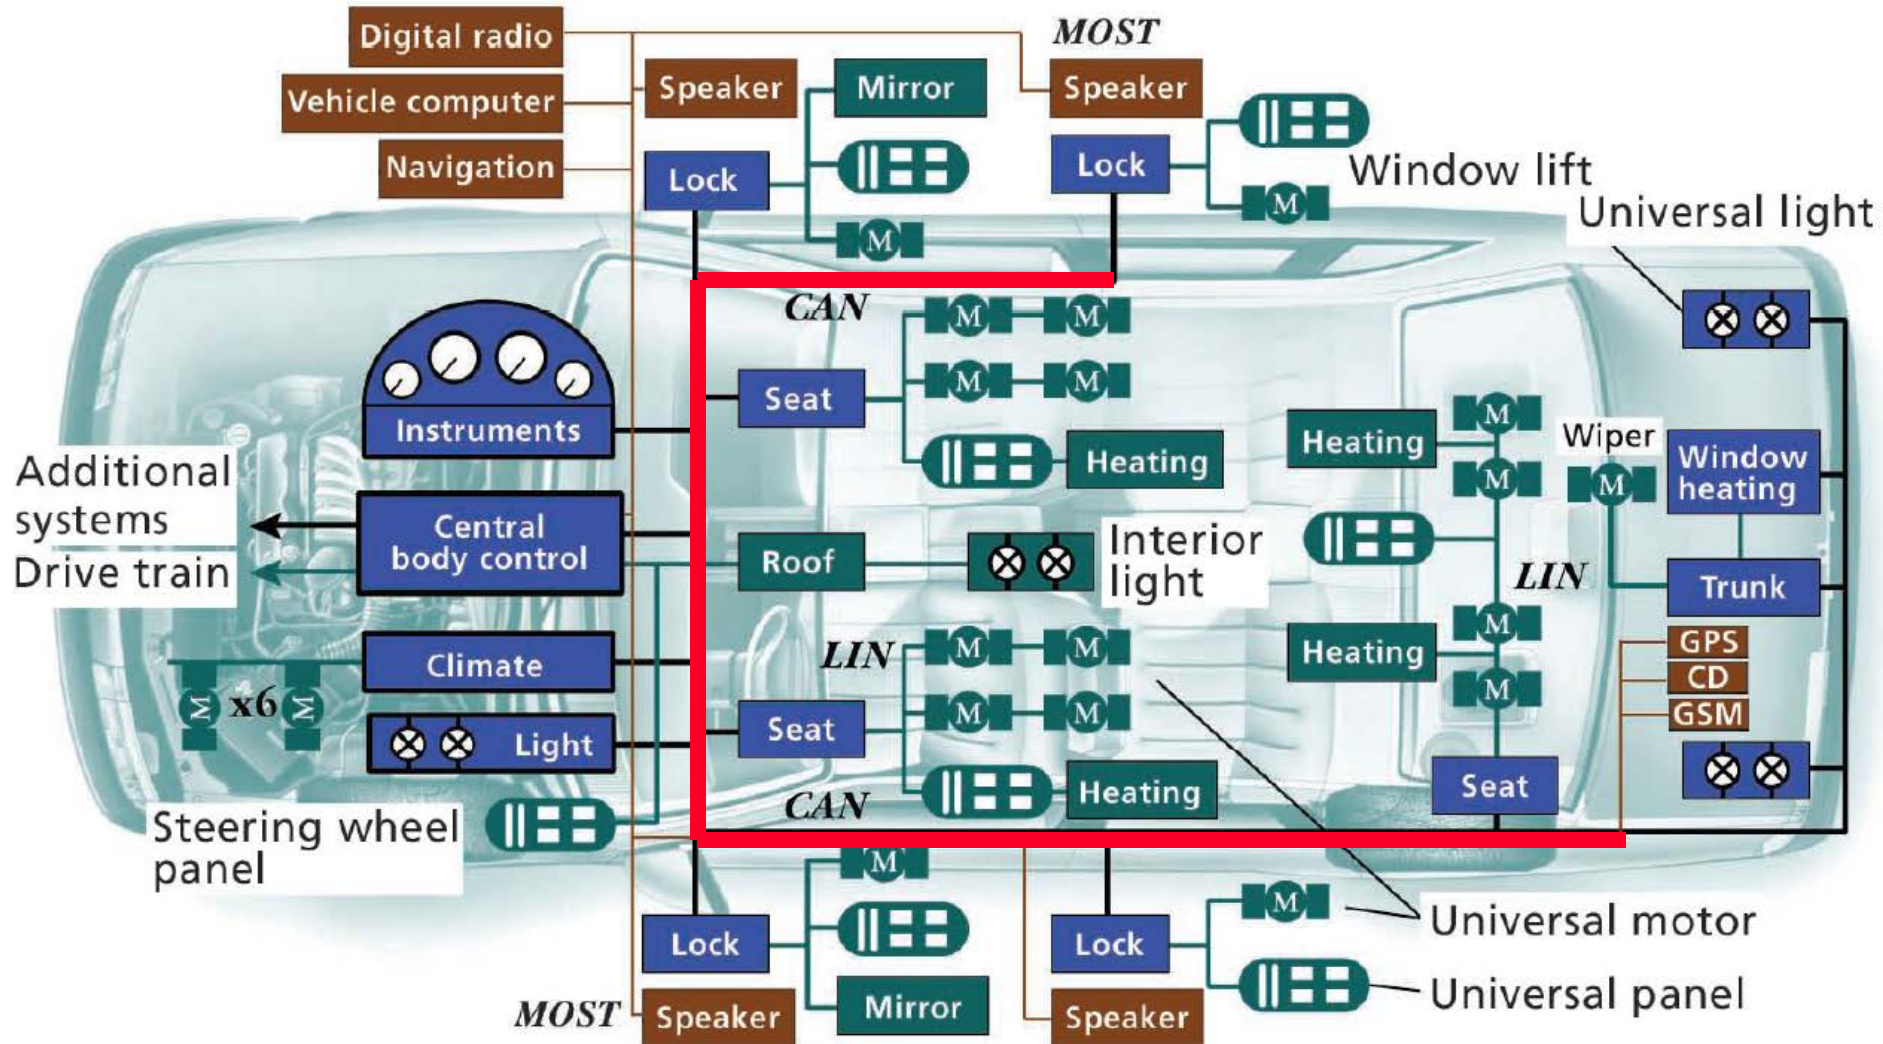 Digital radio
MOST
Vehicle computer
Speaker
Mirror
Speaker
Navigation
Lock
Lock
Window lift
M
M
Universal light
CAN
M
M
Instruments
Seat
M
M
Heating
Heating
M
M
Wiper
M
Window
heating
Additional
systems
Drive train
Central
body control
Roof
Interior
light
LIN
Trunk
Climate
LIN
M
M
Heating
M
M
GPS
CD
GSM
M
x6
M
Light
Seat
M
M
Seat
Steering wheel
panel
CAN
Heating
M
Lock
Lock
M
Universal motor
Mirror
Universal panel
MOST
Speaker
Speaker